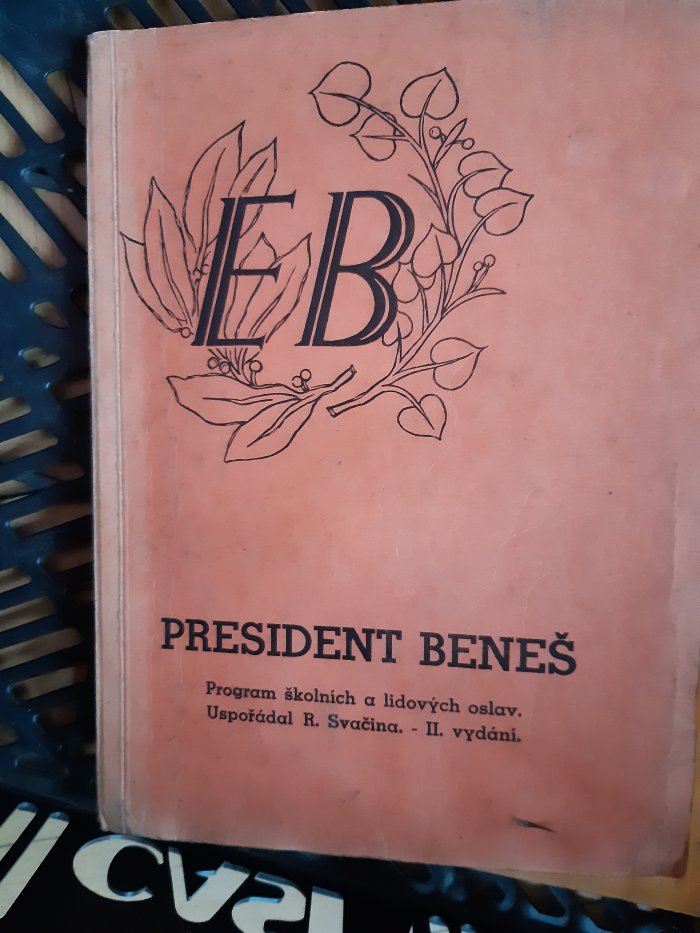 EB
PRESIDENT BENEŠ
Program školních a lidových oslav.
Uspořádal R. Svačina. - II. vydání.